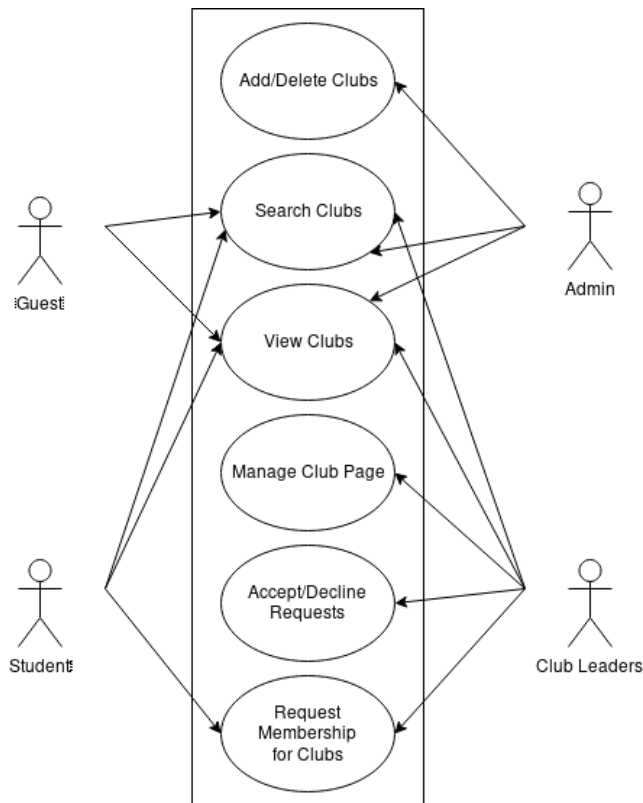 Add/Delete Clubs
Search Clubs
Guest
Admin
View Clubs
Manage Club Page
Accept/Decline
Requests
Student
Club Leaders
Request
Membership
for Clubs